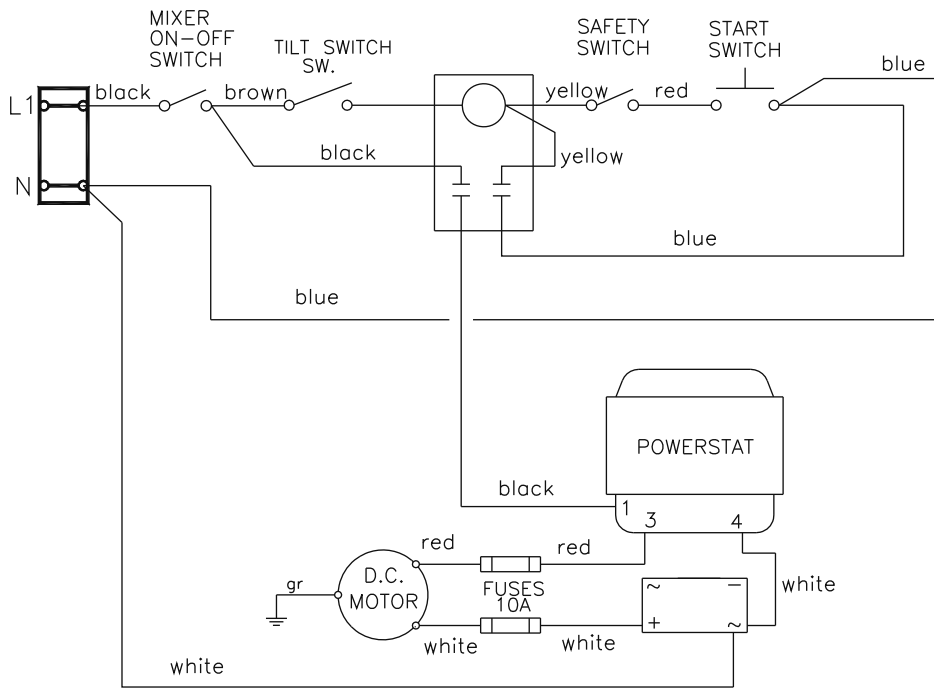 MIXER
ON-OFF
SWITCH
TILT SWITCH
SW.
SAFETY
SWITCH
START
SWITCH
blue
L1
black
brown
yellow
red
black
yellow
N
blue
blue
POWERSTAT
black
1
3
4
red
red
D.C.
MOTOR
gr
FUSES
10A
~
−
white
+
~
white
white
white